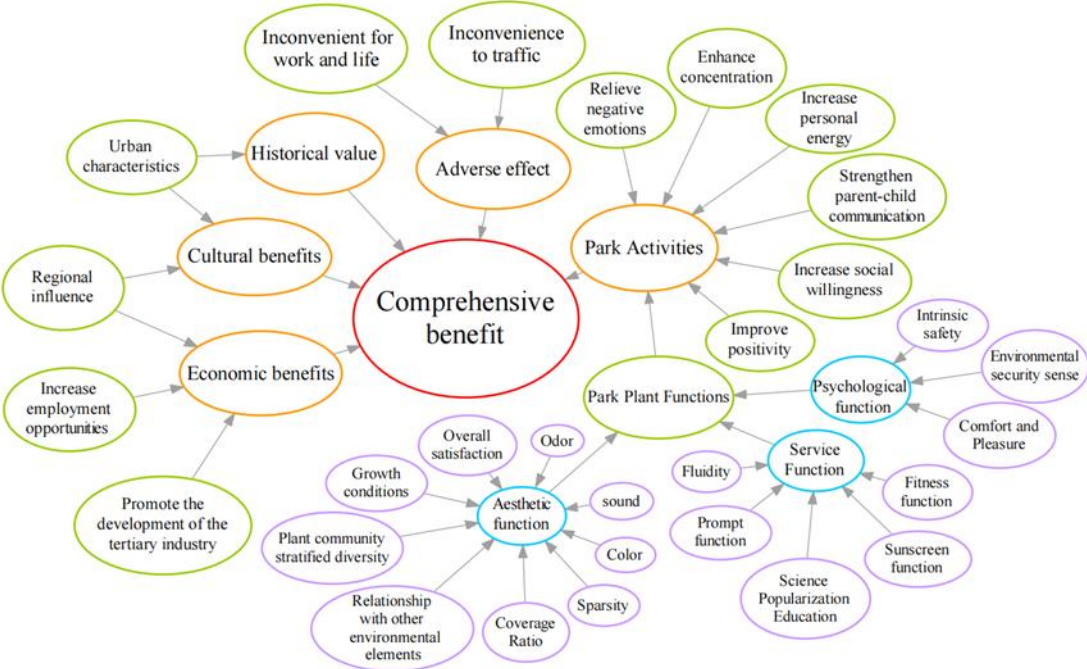 Inconvenient for
work and life
Inconvenience
to traffic
Enhance
concentration
Relieve
negative
emotions
Increase
personal
energy
Urban
characteristics
Historical value
Adverse effect
Strengthen
parent-child
communication
Cultural benefits
Park Activities
Regional
influence
Increase social
willingness
Comprehensive
benefit
Improve
positivity
Intrinsic
safety
Environmental
security sense
Economic benefits
Increase
employment
opportunities
Park Plant Functions
Psychological
function
Comfort and
Pleasure
Overall
satisfaction
Odor
Service
Function
Growth
conditions
Fluidity
Fitness
function
Promote the
development of the
tertiary industry
Aesthetic
function
sound
Plant community
stratified diversity
Prompt
function
Color
Sunscreen
function
Relationship
with other
environmental
elements
Coverage
Ratio
Sparsity
Science
Popularization
Education